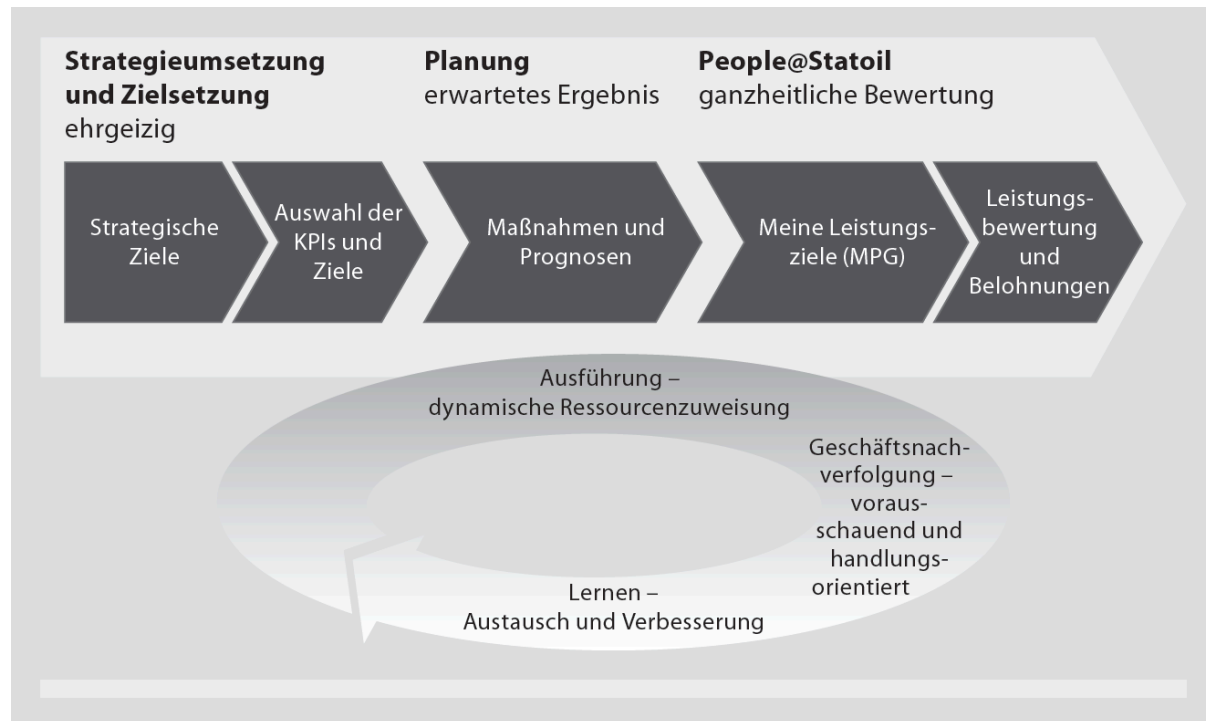 Strategieumsetzung
und Zielsetzung
ehrgeizig
Planung
erwartetes Ergebnis
People@Statoil
ganzheitliche Bewertung
Strategische
Ziele
Auswahl der
KPIs und
Ziele
Maßnahmen und
Prognosen
Meine Leistungs-
ziele (MPG)
Leistungs-
bewertung
und
Belohnungen
Ausführung –
dynamische Ressourcenzuweisung
Geschäftsnach-
verfolgung –
voraus-
schauend und
handlungs-
orientiert
Lernen –
Austausch und Verbesserung